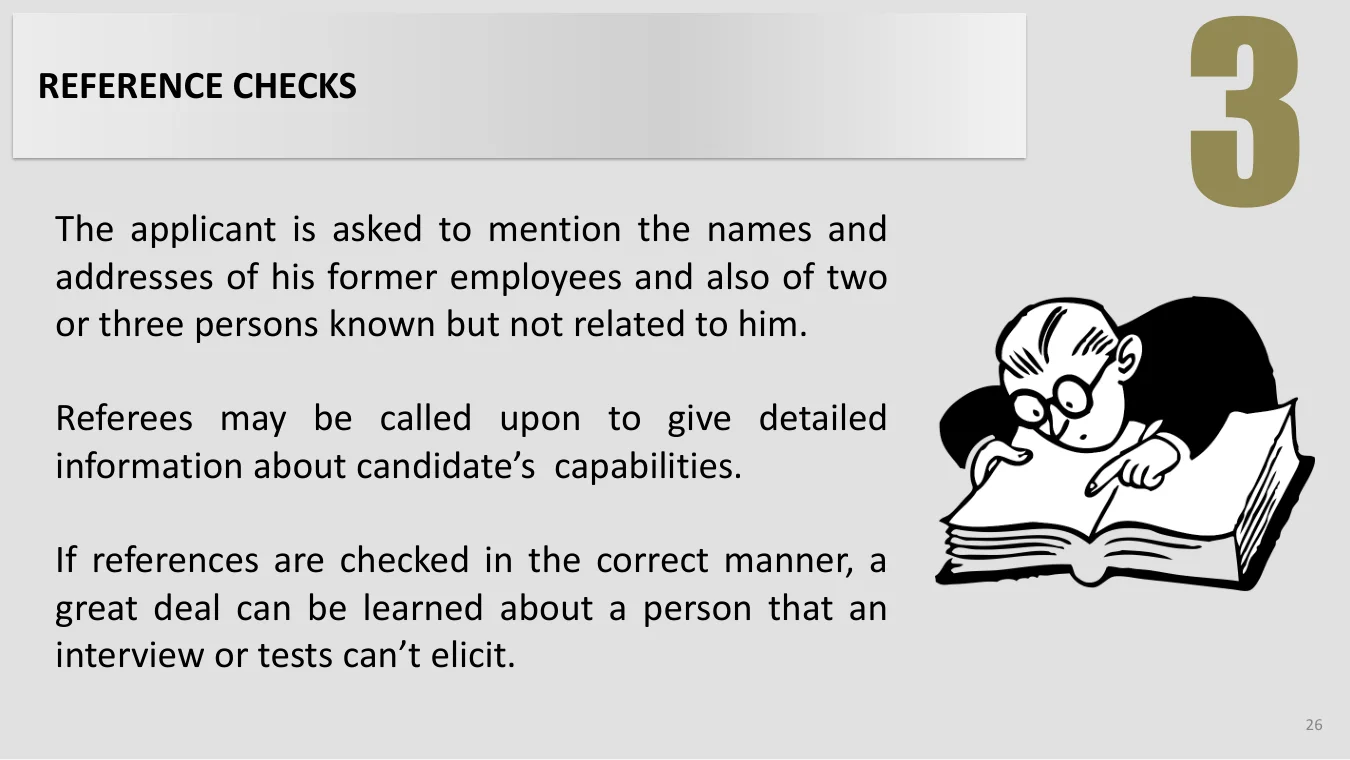 REFERENCE CHECKS
3
The applicant is asked to mention the names and
addresses of his former employees and also of two
or three persons known but not related to him.
Referees may be called upon to give detailed
information about candidate’s  capabilities.
If references are checked in the correct manner, a
great deal can be learned about a person that an
interview or tests can’t elicit.
26